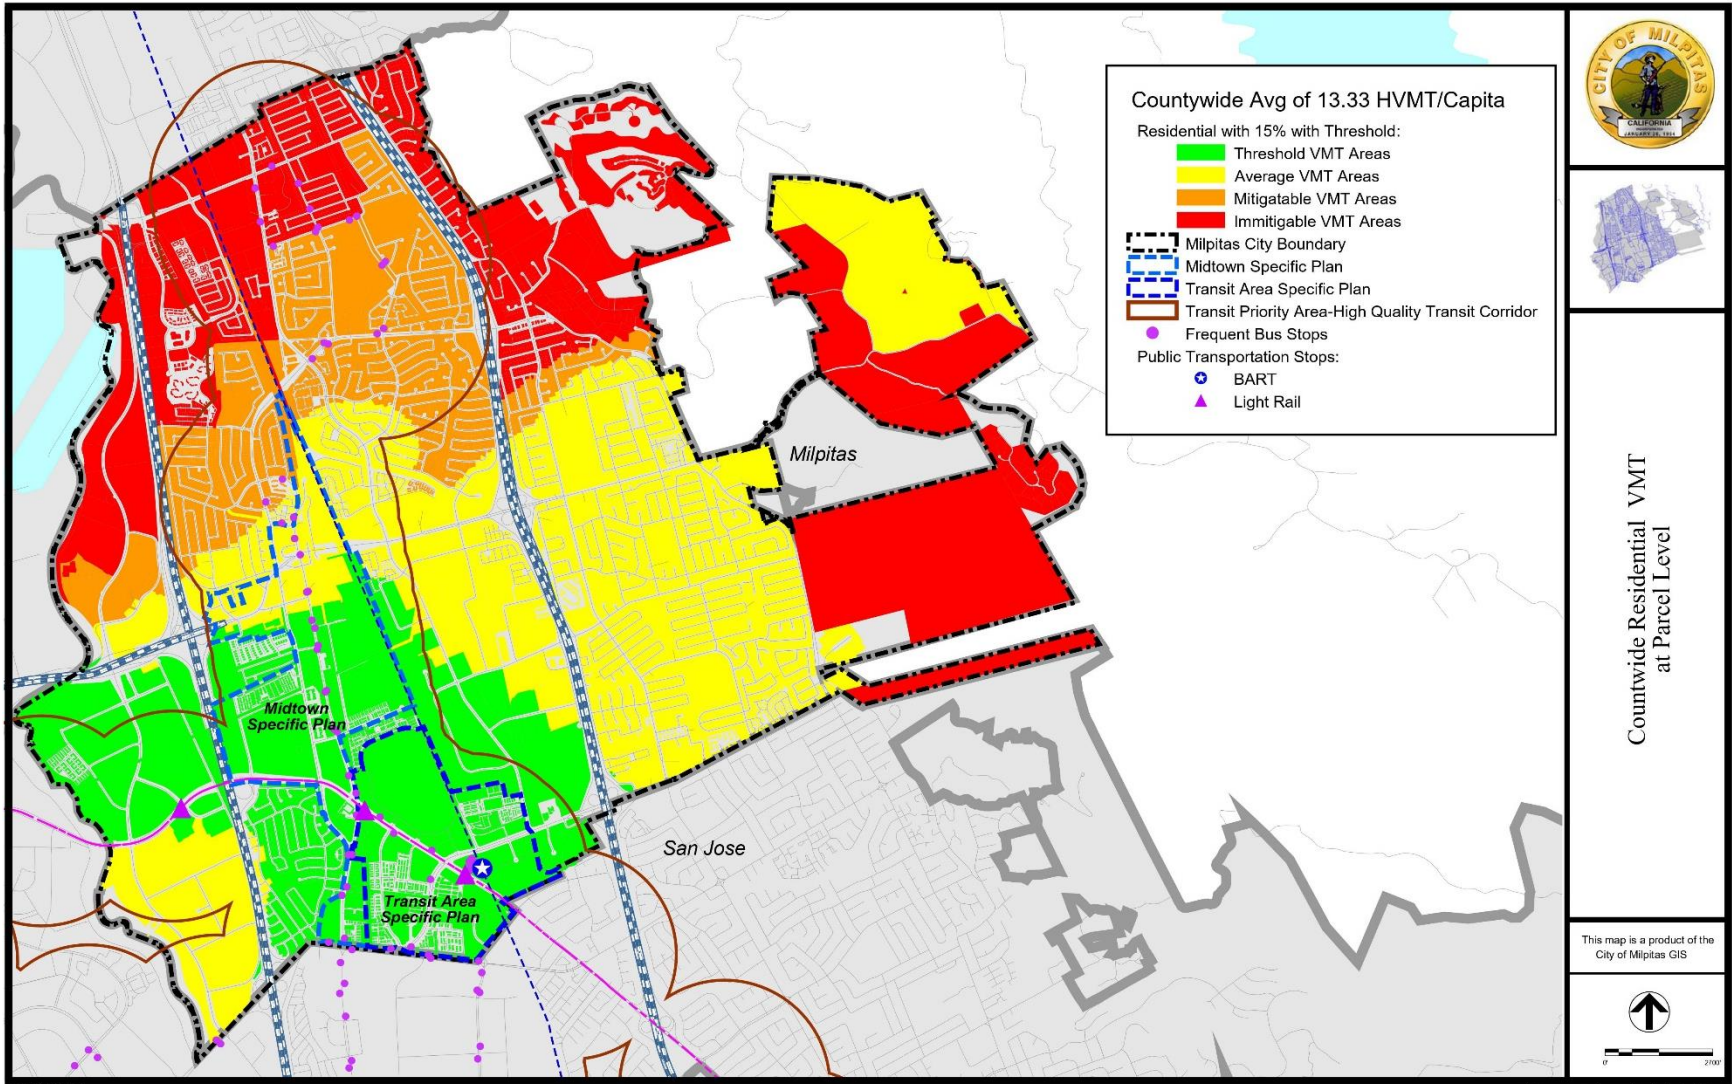 Countywide Avg of 13.33 HVMT/Capita
Residential with 15% with Threshold:
Threshold VMT Areas
Average VMT Areas
Mitigatable VMT Areas
Immitigable VMT Areas
Milpitas City Boundary
Midtown Specific Plan
Transit Area Specific Plan
Transit Priority Area-High Quality Transit Corridor
Frequent Bus Stops
Public Transportation Stops:
BART
Light Rail
Milpitas
Midtown
Specific Plan
San Jose
Transit Area
Specific Plan
CITY OF MILPITAS
CALIFORNIA
Countywide Residential VMT
at Parcel Level
This map is a product of the
City of Milpitas GIS
0'
2700'